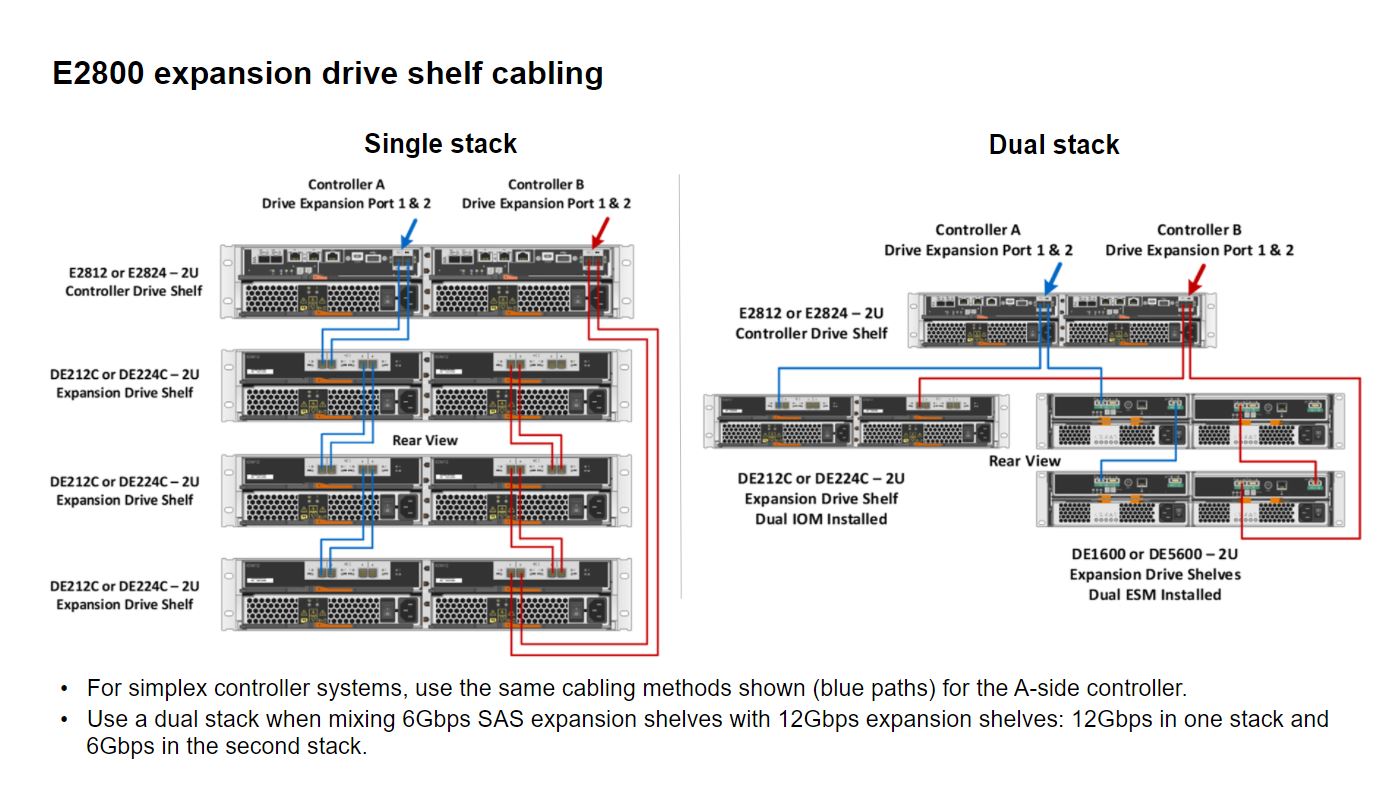 E2800 expansion drive shelf cabling
Single stack
Controller A
Drive Expansion Port 1 & 2
Controller B
Drive Expansion Port 1 & 2
E2812 or E2824 – 2U
Controller Drive Shelf
DE212C or DE224C – 2U
Expansion Drive Shelf
Rear View
DE212C or DE224C – 2U
Expansion Drive Shelf
DE212C or DE224C – 2U
Expansion Drive Shelf
Dual stack
Controller A
Drive Expansion Port 1 & 2
Controller B
Drive Expansion Port 1 & 2
E2812 or E2824 – 2U
Controller Drive Shelf
Rear View
DE212C or DE224C – 2U
Expansion Drive Shelf
Dual IOM Installed
DE1600 or DE5600 – 2U
Expansion Drive Shelves
Dual ESM Installed
• For simplex controller systems, use the same cabling methods shown (blue paths) for the A-side controller.
• Use a dual stack when mixing 6Gbps SAS expansion shelves with 12Gbps expansion shelves: 12Gbps in one stack and
6Gbps in the second stack.